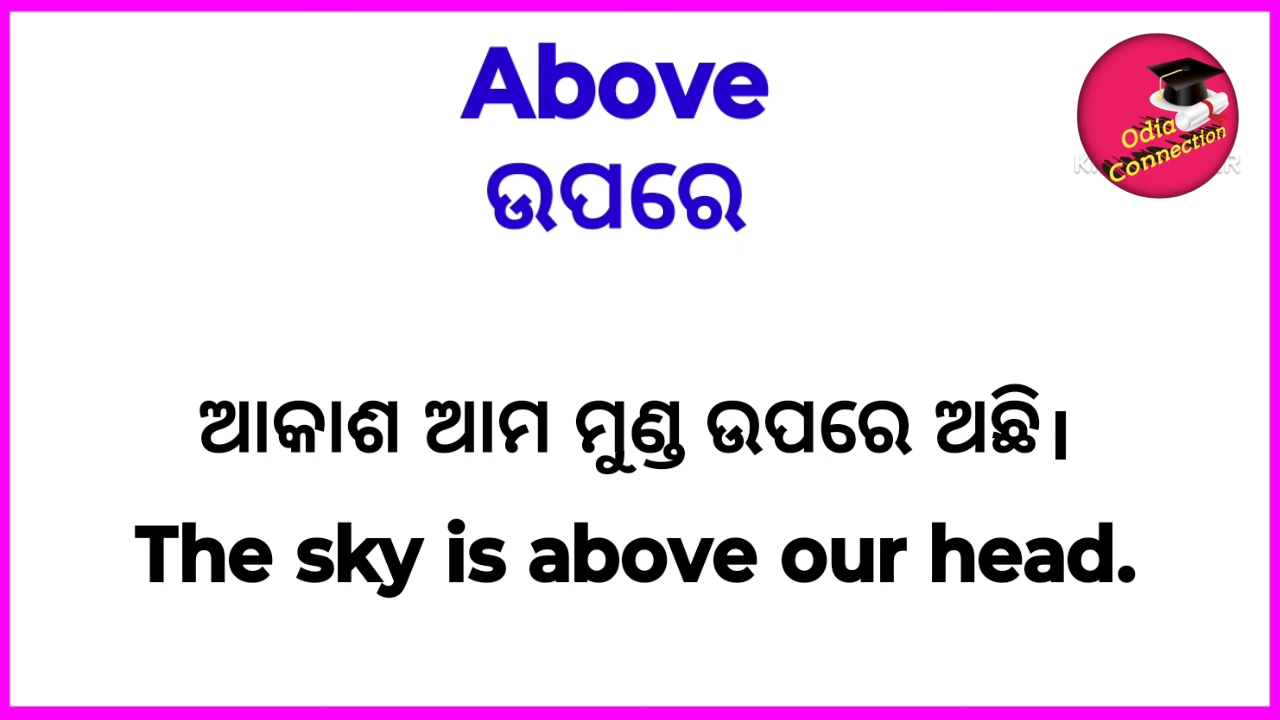 Above
ଉପରେ
Odia
Connection
ଆକାଶ ଆମ ମୁଣ୍ଡ ଉପରେ ଅଛି।
The sky is above our head.